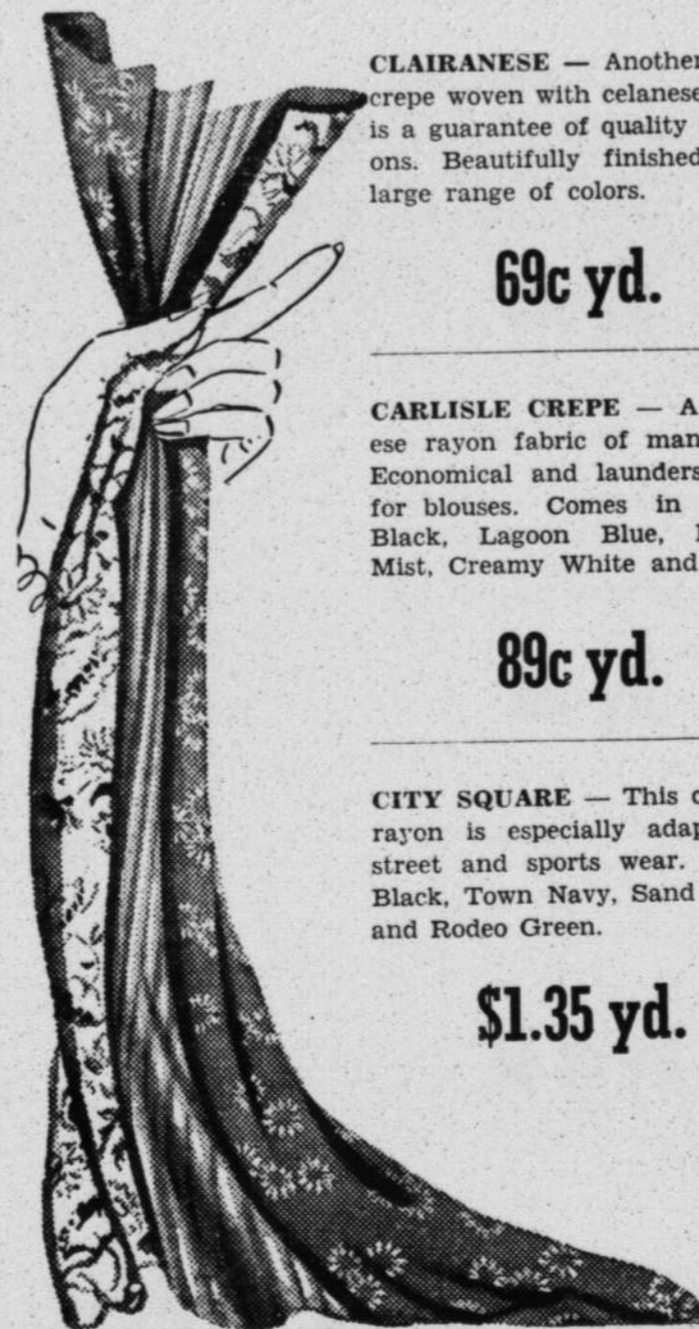 CLAIRANESE — Another
crepe woven with celanese
is a guarantee of quality
ons. Beautifully finished
large range of colors.
69c yd.
CARLISLE CREPE — A
ese rayon fabric of man
Economical and launders
for blouses. Comes in
Black, Lagoon Blue,
Mist, Creamy White and
89c yd.
CITY SQUARE — This c
rayon is especially adap
street and sports wear.
Black, Town Navy, Sand
and Rodeo Green.
$1.35 yd.